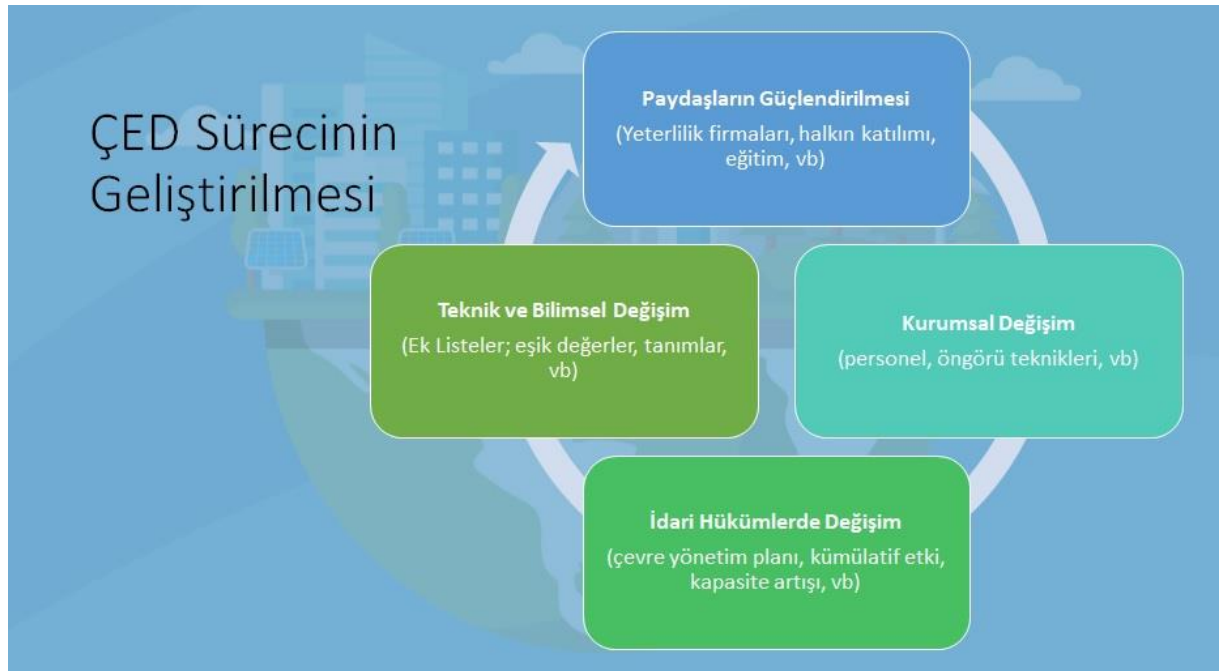 ÇED Sürecinin
Geliştirilmesi
Paydaşların Güçlendirilmesi
(Yeterlilik firmaları, halkın katılımı,
eğitim, vb)
Kurumsal Değişim
(personel, öngörü teknikleri, vb)
İdari Hükümlerde Değişim
(çevre yönetim planı, kümülatif etki,
kapasite artışı, vb)
Teknik ve Bilimsel Değişim
(Ek Listeler; eşik değerler, tanımlar,
vb)